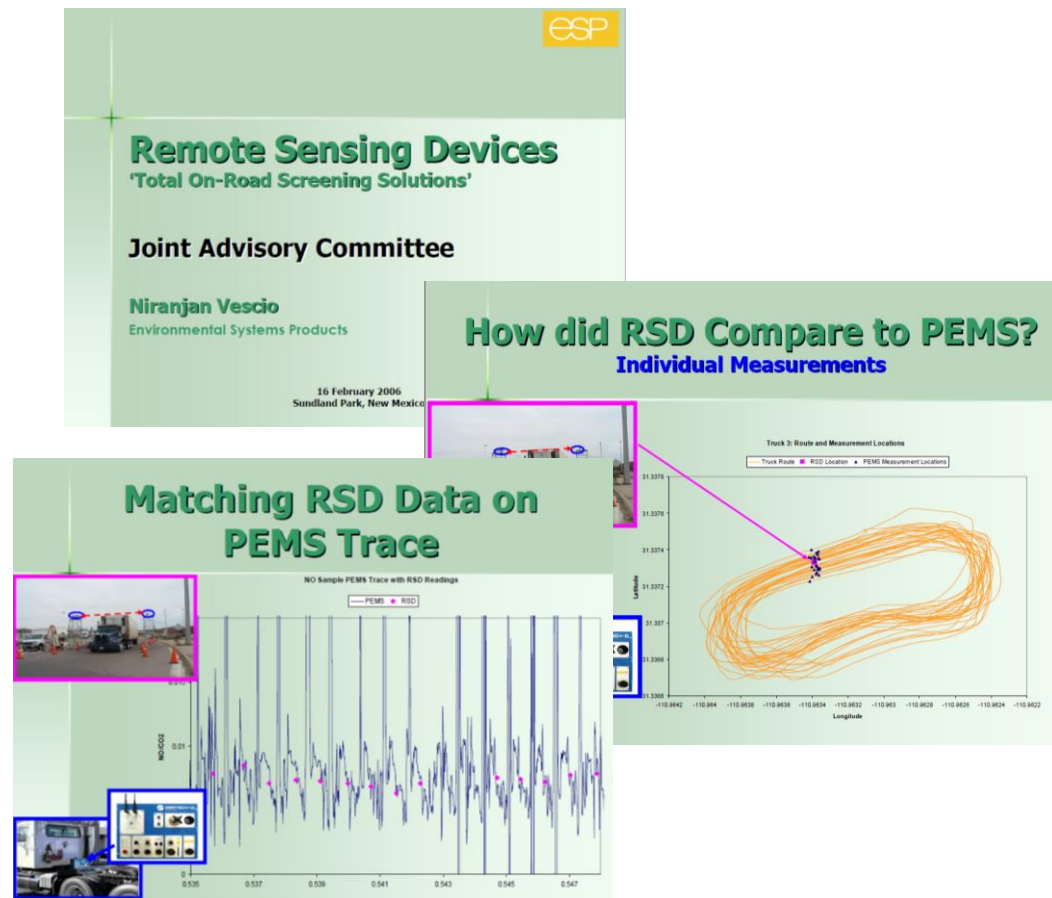 esp
Remote Sensing Devices
'Total On-Road Screening Solutions'
Joint Advisory Committee
Niranjan Vescio
Environmental Systems Products
16 February 2006
Sundland Park, New Mexico
How did RSD Compare to PEMS?
Individual Measurements
Truck 3: Route and Measurement Locations
Truck Route RSD Location PEMS Measurement Locations
31.3378
31.3376
31.3374
31.3372
31.337
31.3368
31.3366
Latitude
-110.9642 -110.964 -110.9638 -110.9636 -110.9634 -110.9632 -110.963 -110.9628 -110.9626 -110.9624 -110.9622
Longitude
Matching RSD Data on
PEMS Trace
NO Sample PEMS Trace with RSD Readings
PEMS RSD
NO/CO2
0.01
0
0.535 0.537 0.539 0.541 0.543 0.545 0.547